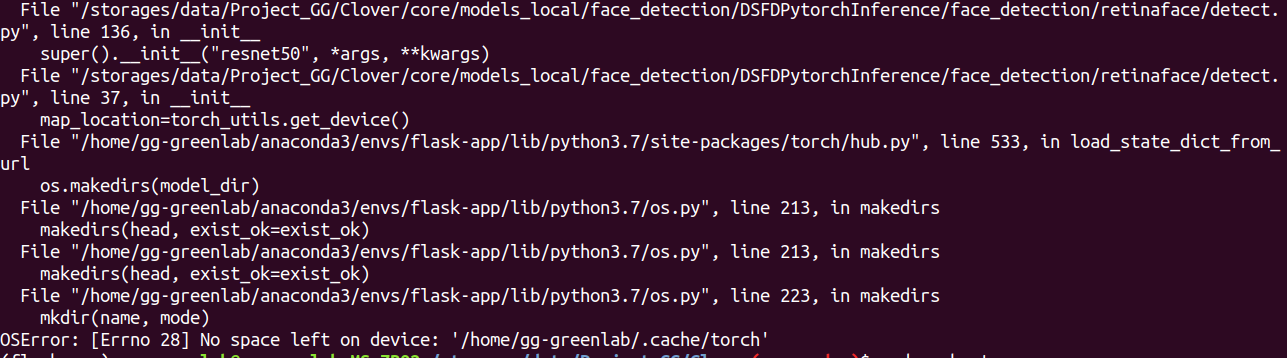 File "/storages/data/Project_GG/Clover/core/models_local/face_detection/DSFDPytorchInference/face_detection/retinaface/detect.
py", line 136, in __init__
super().__init__("resnet50", *args, **kwargs)
File "/storages/data/Project_GG/Clover/core/models_local/face_detection/DSFDPytorchInference/face_detection/retinaface/detect.
py", line 37, in __init__
map_location=torch_utils.get_device()
File "/home/gg-greenlab/anaconda3/envs/flask-app/lib/python3.7/site-packages/torch/hub.py", line 533, in load_state_dict_from_
url
os.makedirs(model_dir)
File "/home/gg-greenlab/anaconda3/envs/flask-app/lib/python3.7/os.py", line 213, in makedirs
makedirs(head, exist_ok=exist_ok)
File "/home/gg-greenlab/anaconda3/envs/flask-app/lib/python3.7/os.py", line 213, in makedirs
makedirs(head, exist_ok=exist_ok)
File "/home/gg-greenlab/anaconda3/envs/flask-app/lib/python3.7/os.py", line 223, in makedirs
mkdir(name, mode)
OSError: [Errno 28] No space left on device: '/home/gg-greenlab/.cache/torch'